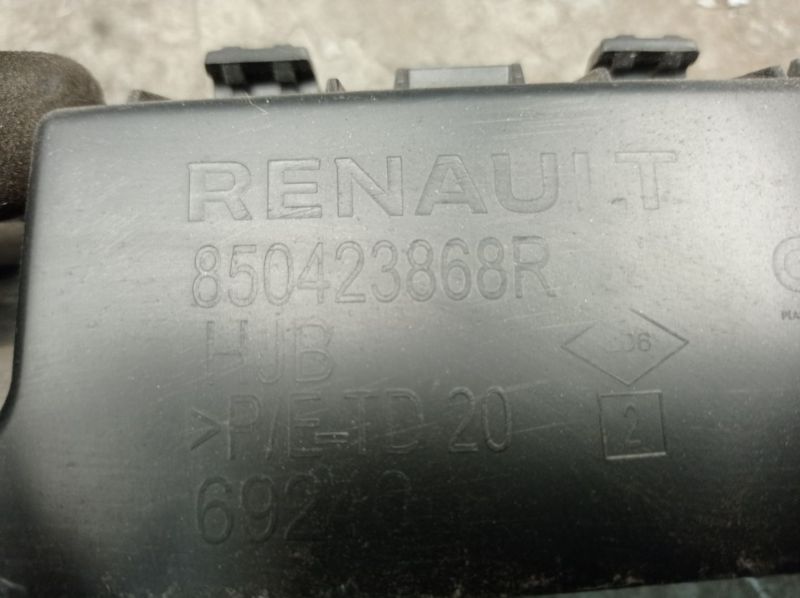 RENAULT
850423868R
HJB
>P/E-TD 20
2